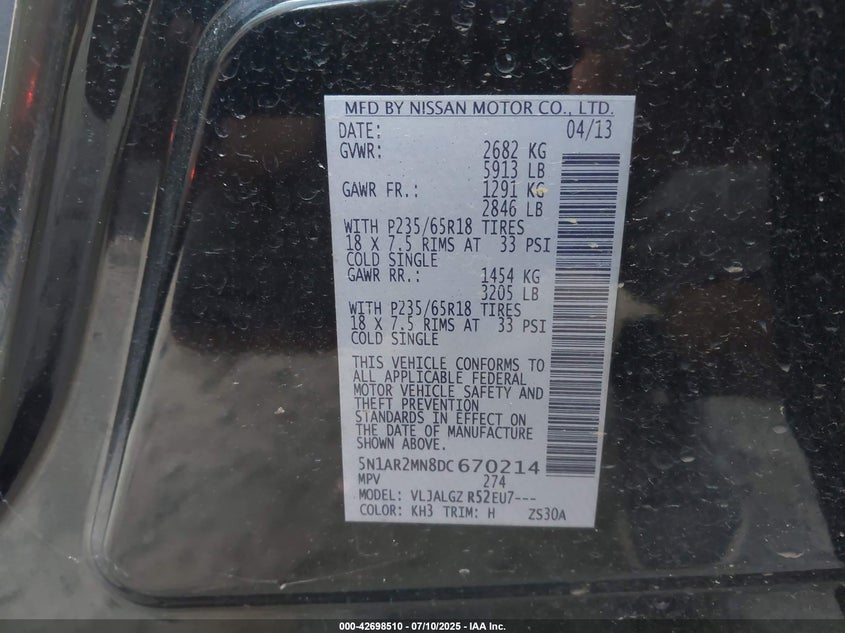 MFD BY NISSAN MOTOR CO., LTD.
DATE: 04/13
GVWR: 2682 KG
5913 LB
GAWR FR.: 1291 KG
2846 LB
WITH P235/65R18 TIRES
18 X 7.5 RIMS AT 33 PSI
COLD SINGLE
GAWR RR.: 1454 KG
3205 LB
WITH P235/65R18 TIRES
18 X 7.5 RIMS AT 33 PSI
COLD SINGLE
THIS VEHICLE CONFORMS TO
ALL APPLICABLE FEDERAL
MOTOR VEHICLE SAFETY AND
THEFT PREVENTION
STANDARDS IN EFFECT ON
THE DATE OF MANUFACTURE
SHOWN ABOVE.
5N1AR2MN8DC670214
MPV 274
MODEL: VLJALGZ R52EU7---
COLOR: KH3 TRIM: H ZS30A
000-42698510 - 07/10/2025 - IAA Inc.